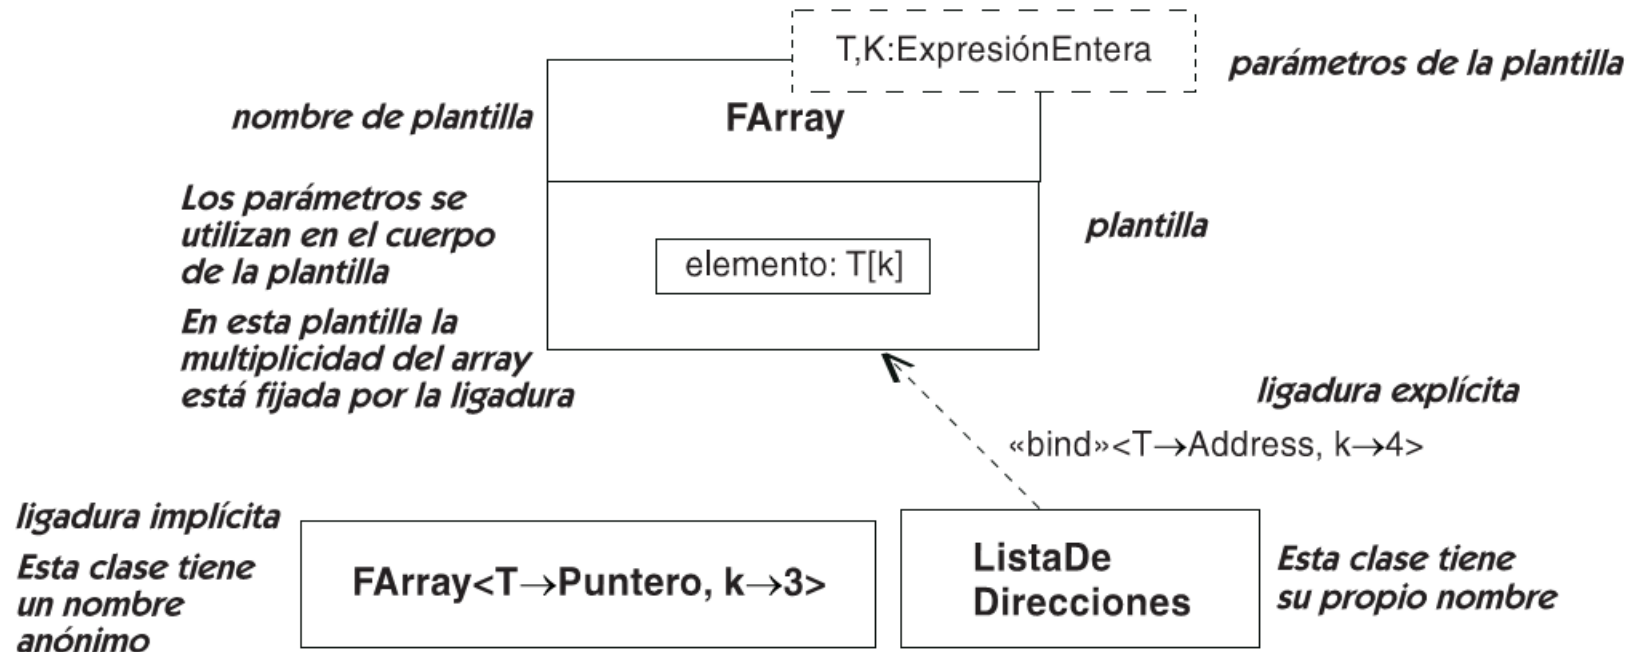 T,K:ExpresiónEntera
parámetros de la plantilla
nombre de plantilla
FArray
Los parámetros se
utilizan en el cuerpo
de la plantilla
plantilla
elemento: T[k]
En esta plantilla la
multiplicidad del array
está fijada por la ligadura
ligadura explícita
«bind»<T→Address, k→4>
ligadura implícita
Esta clase tiene
un nombre
anónimo
FArray<T→Puntero, k→3>
ListaDe
Direcciones
Esta clase tiene
su propio nombre